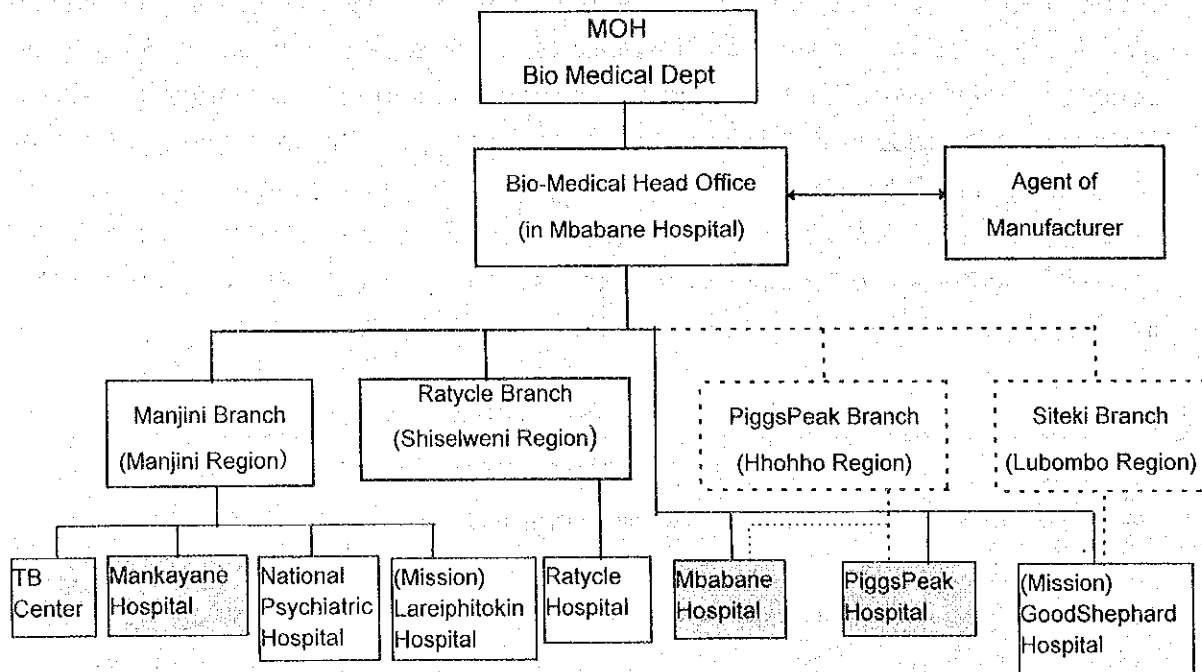 MOH
Bio Medical Dept
Bio-Medical Head Office
(in Mbabane Hospital)
Agent of
Manufacturer
Manjini Branch
(Manjini Region)
Ratycle Branch
(Shiselweni Region)
PiggsPeak Branch
(Hhohho Region)
Siteki Branch
(Lubombo Region)
TB
Center
Mankayane
Hospital
National
Psychiatric
Hospital
(Mission)
Lareiphitokin
Hospital
Ratycle
Hospital
Mbabane
Hospital
PiggsPeak
Hospital
(Mission)
GoodShephard
Hospital